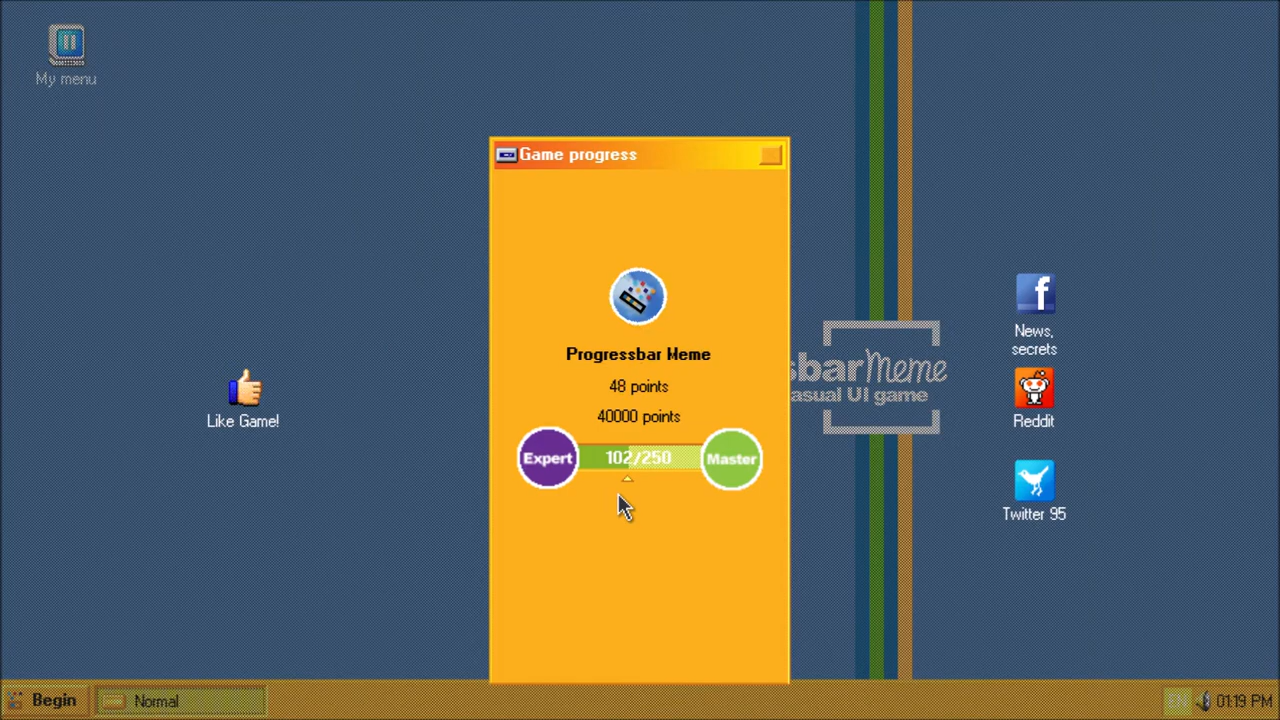 My menu
Game progress
Progressbar Meme
48 points
40000 points
Expert
102/250
Master
Like Game!
sbarMeme
asual UI game
f
News,
secrets
Reddit
Twitter 95
Begin
Normal
EN
01:19 PM